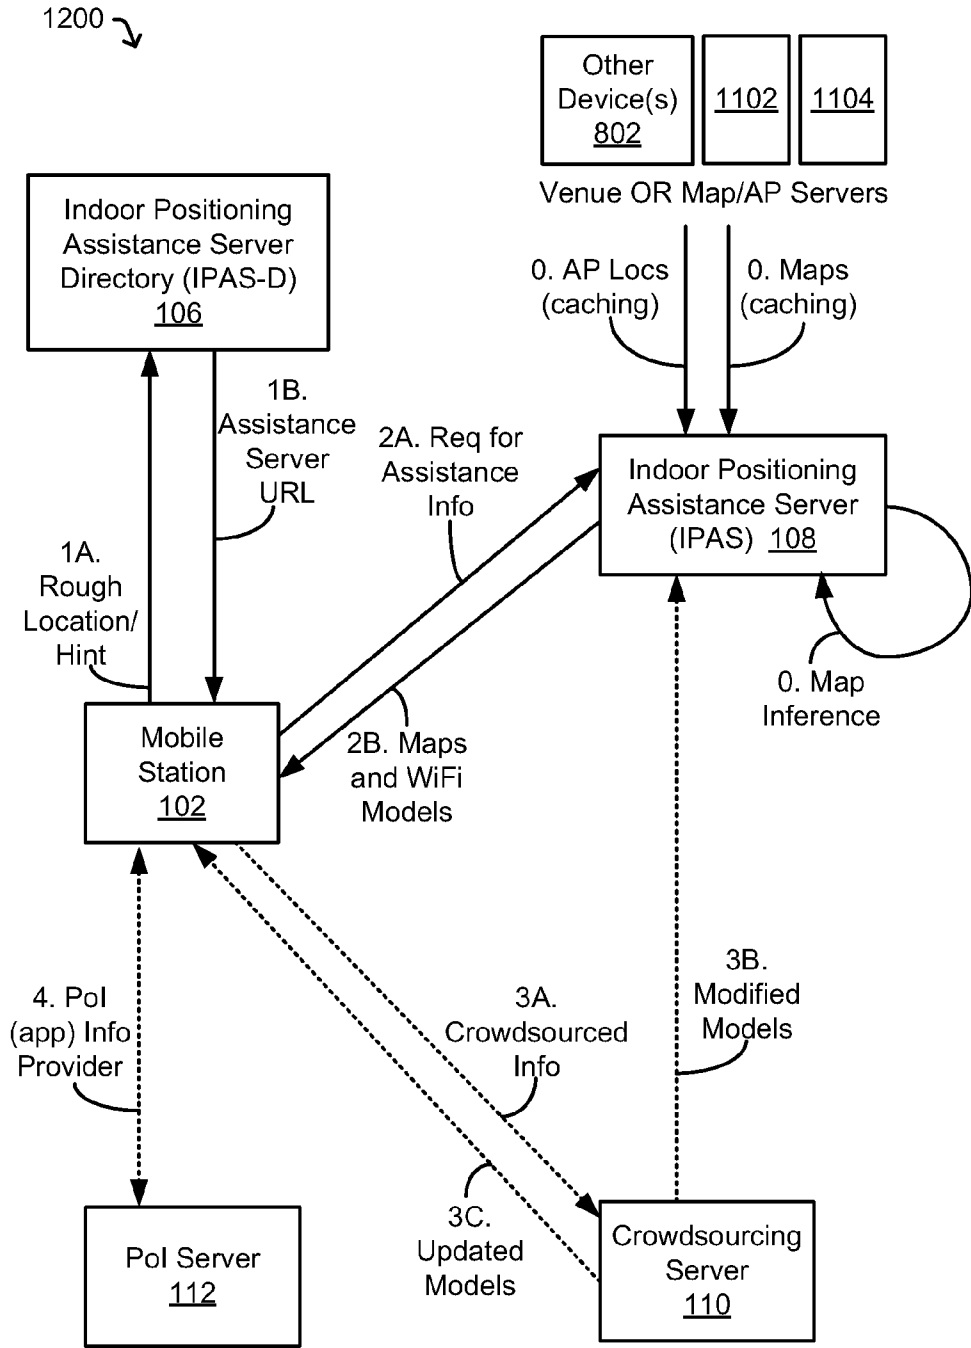 1200
Other
Device(s)
802
1102
1104
Venue OR Map/AP Servers
Indoor Positioning
Assistance Server
Directory (IPAS-D)
106
0. AP Locs
(caching)
0. Maps
(caching)
1B.
Assistance
Server
URL
2A. Req for
Assistance
Info
Indoor Positioning
Assistance Server
(IPAS) 108
1A.
Rough
Location/
Hint
0. Map
Inference
Mobile
Station
102
2B. Maps
and WiFi
Models
4. PoI
(app) Info
Provider
3A.
Crowdsourced
Info
3B.
Modified
Models
3C.
Updated
Models
PoI Server
112
Crowdsourcing
Server
110